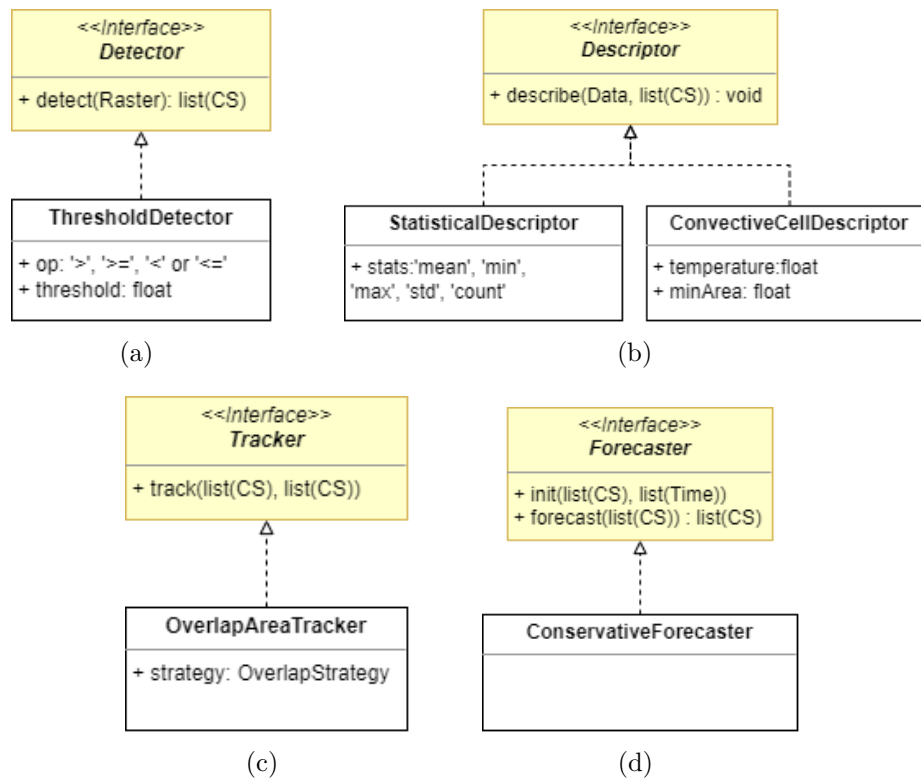 <<Interface>>
Detector
+ detect(Raster): list(CS)
ThresholdDetector
+ op: '>', '>=', '<' or '<='
+ threshold: float
(a)
<<Interface>>
Descriptor
+ describe(Data, list(CS)) : void
StatisticalDescriptor
+ stats:'mean', 'min',
'max', 'std', 'count'
ConvectiveCellDescriptor
+ temperature:float
+ minArea: float
(b)
<<Interface>>
Tracker
+ track(list(CS), list(CS))
OverlapAreaTracker
+ strategy: OverlapStrategy
(c)
<<Interface>>
Forecaster
+ init(list(CS), list(Time))
+ forecast(list(CS)) : list(CS)
ConservativeForecaster
(d)